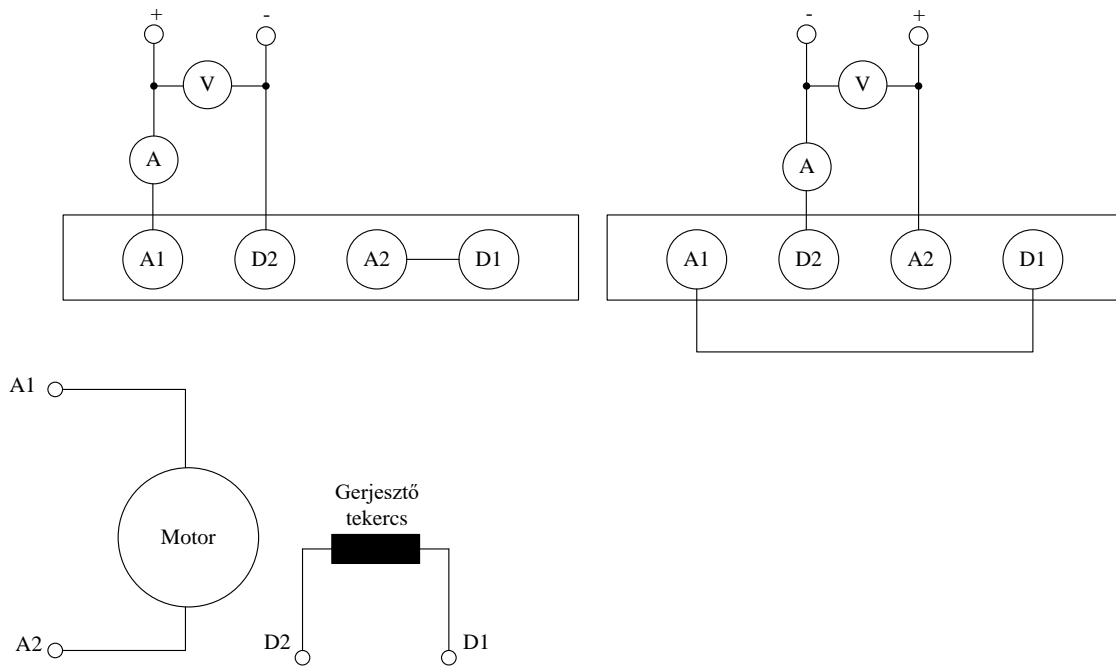 + - - +
V V
A A
A1 D2 A2 D1 A1 D2 A2 D1
A1
Gerjesztő
tekercs
Motor
A2 D2 D1